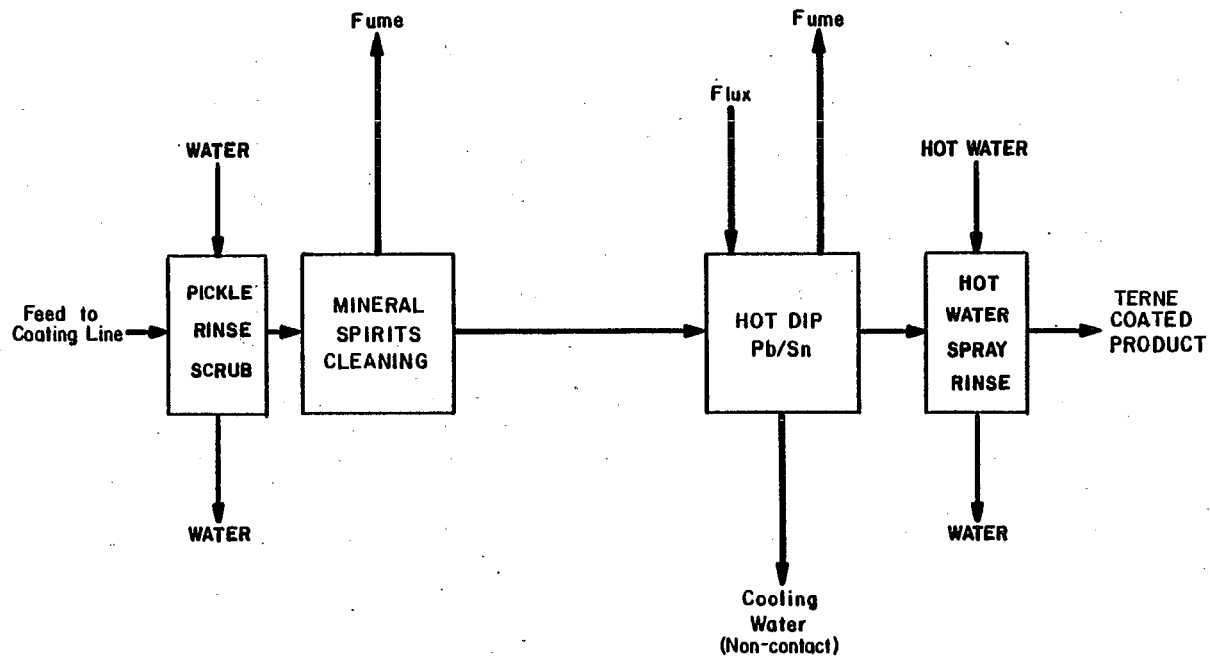 Fume
Fume
Flux
WATER
HOT WATER
Feed to
Coating Line
PICKLE
RINSE
SCRUB
MINERAL
SPIRITS
CLEANING
HOT DIP
Pb/Sn
HOT
WATER
SPRAY
RINSE
TERNE
COATED
PRODUCT
WATER
WATER
Cooling
Water
(Non-contact)